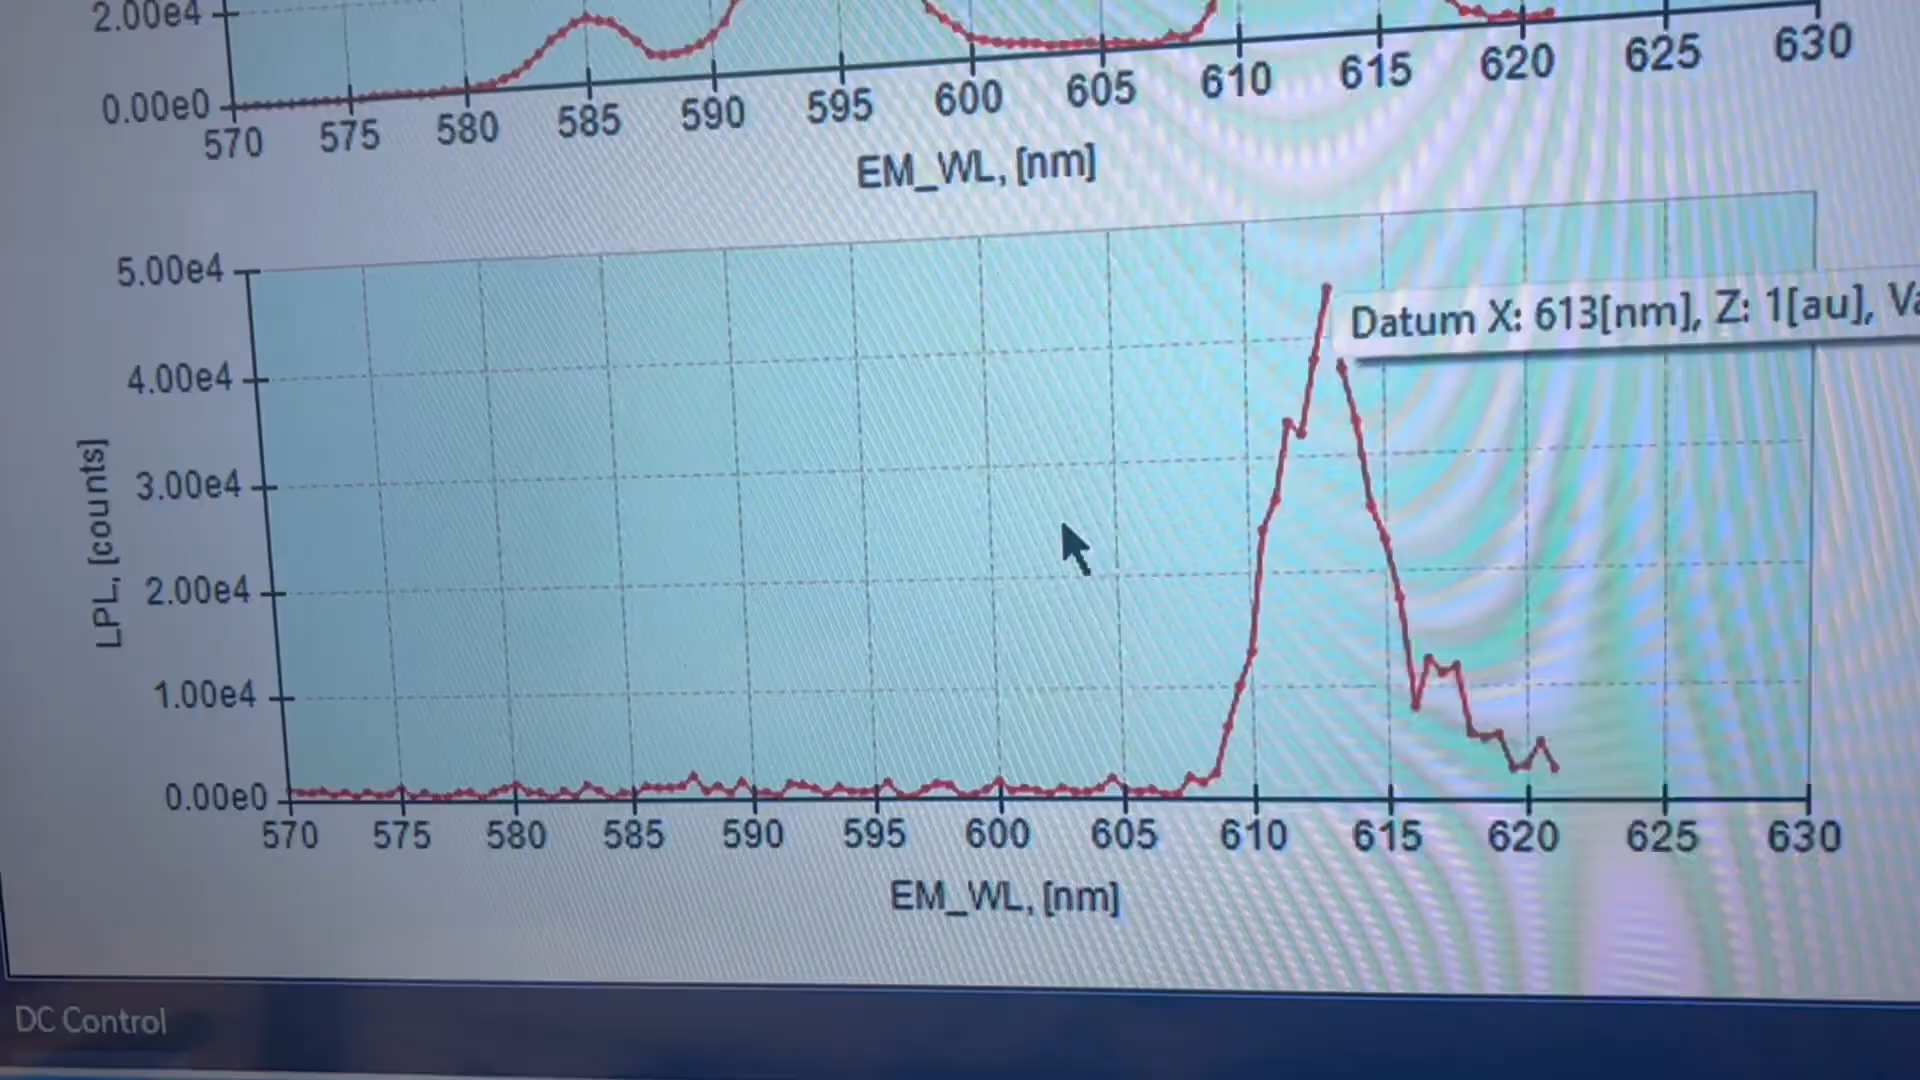 2.00e4
0.00e0
570 575 580 585 590 595 600 605 610 615 620 625 630
EM_WL, [nm]
5.00e4
4.00e4
3.00e4
2.00e4
1.00e4
0.00e0
LPL, [counts]
Datum X: 613[nm], Z: 1[au], Va
570 575 580 585 590 595 600 605 610 615 620 625 630
EM_WL, [nm]
DC Control